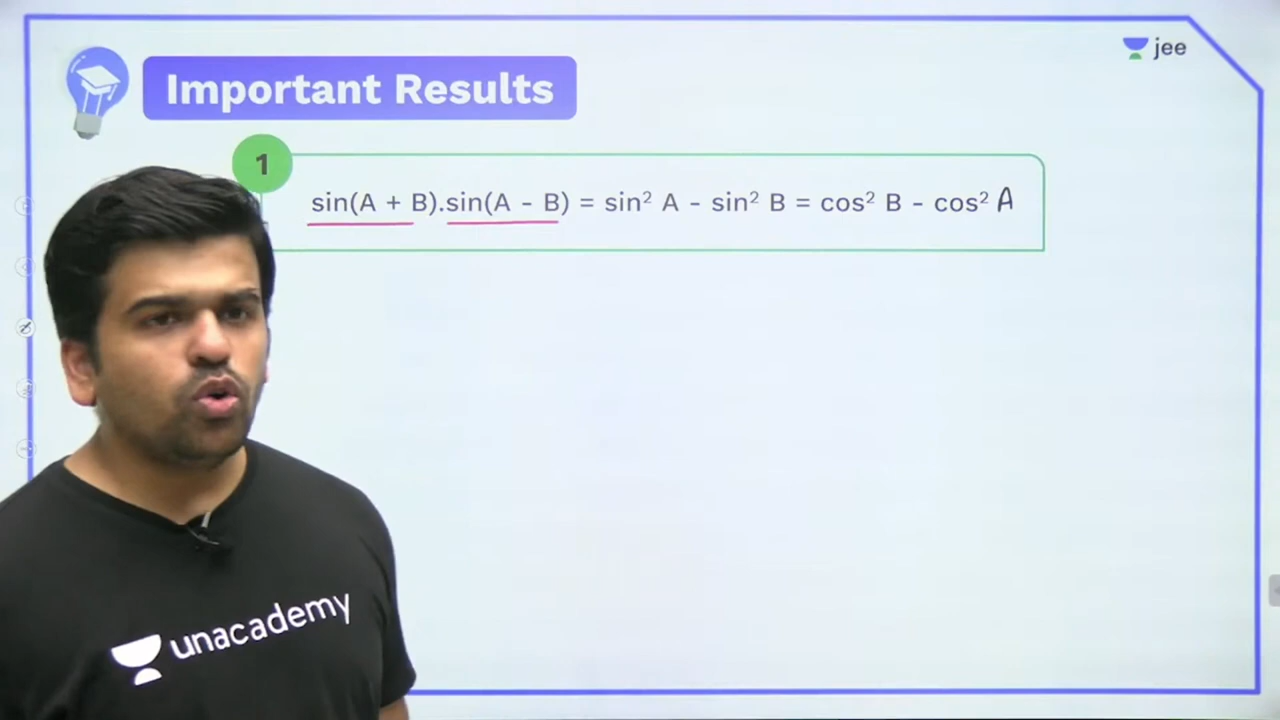 jee
Important Results
1
sin(A + B).sin(A - B) = sin² A - sin² B = cos² B - cos² A
unacademy